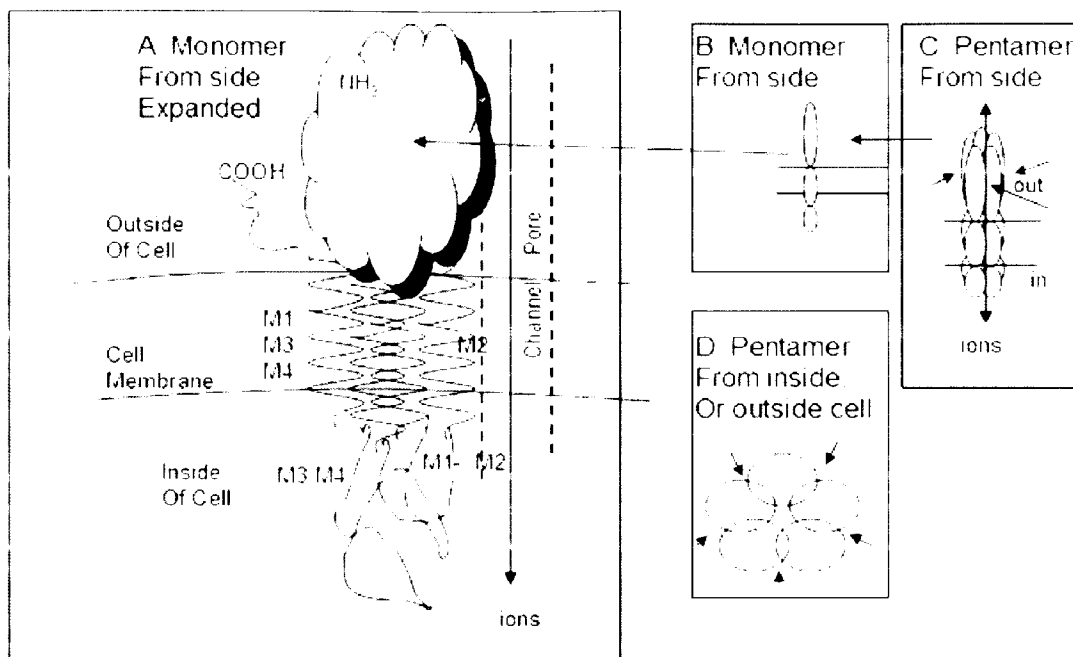 A Monomer
From side
Expanded
NH3
COOH
Outside
Of Cell
M1
M3
M4
M2
Cell
Membrane
Inside
Of Cell
M3 M4
M1-
M2
Channel Pore
ions
B Monomer
From side
C Pentamer
From side
out
in
ions
D Pentamer
From inside
Or outside cell